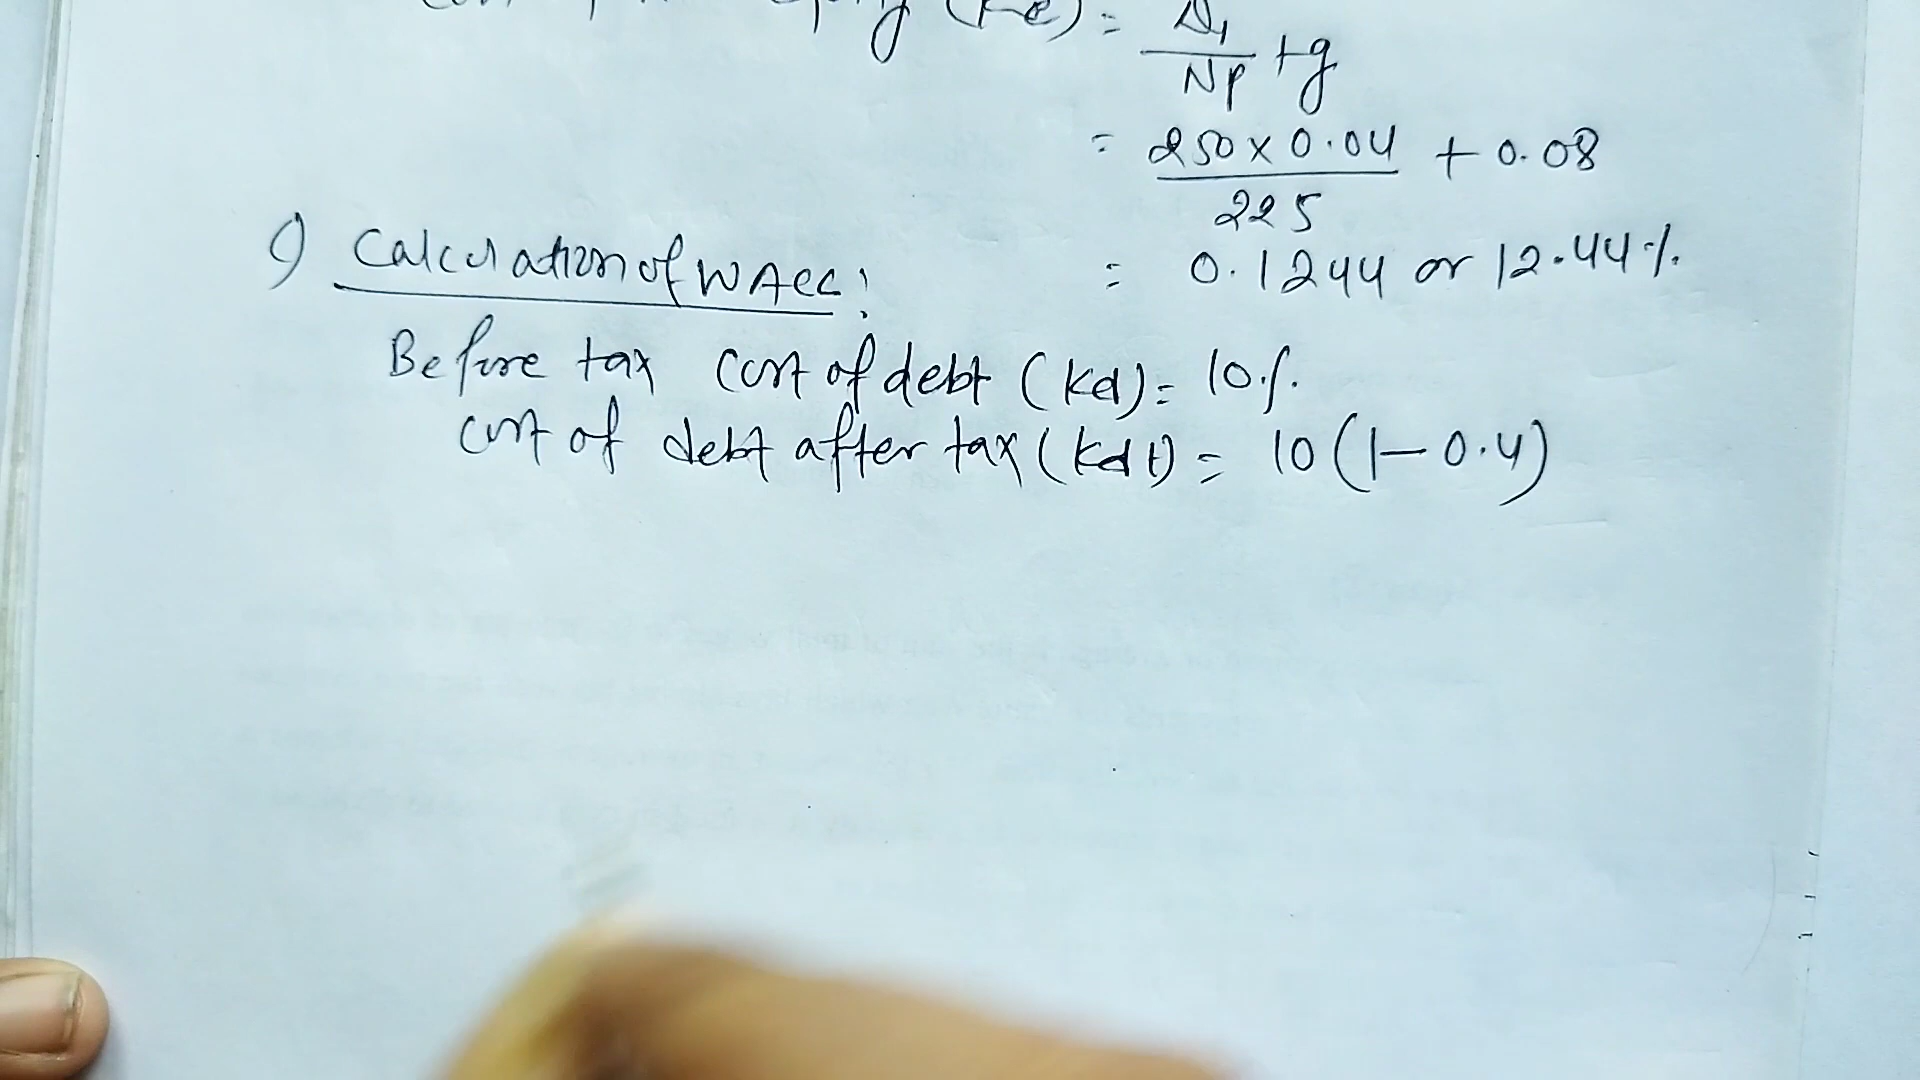 (Ke) = D1
NP + g
= 250 x 0.04 + 0.08
225
= 0.1244 or 12.44%
c) Calculation of WACC:
Before tax cost of debt (Kd) = 10%.
cost of debt after tax (Kdt) = 10 (1 - 0.4)